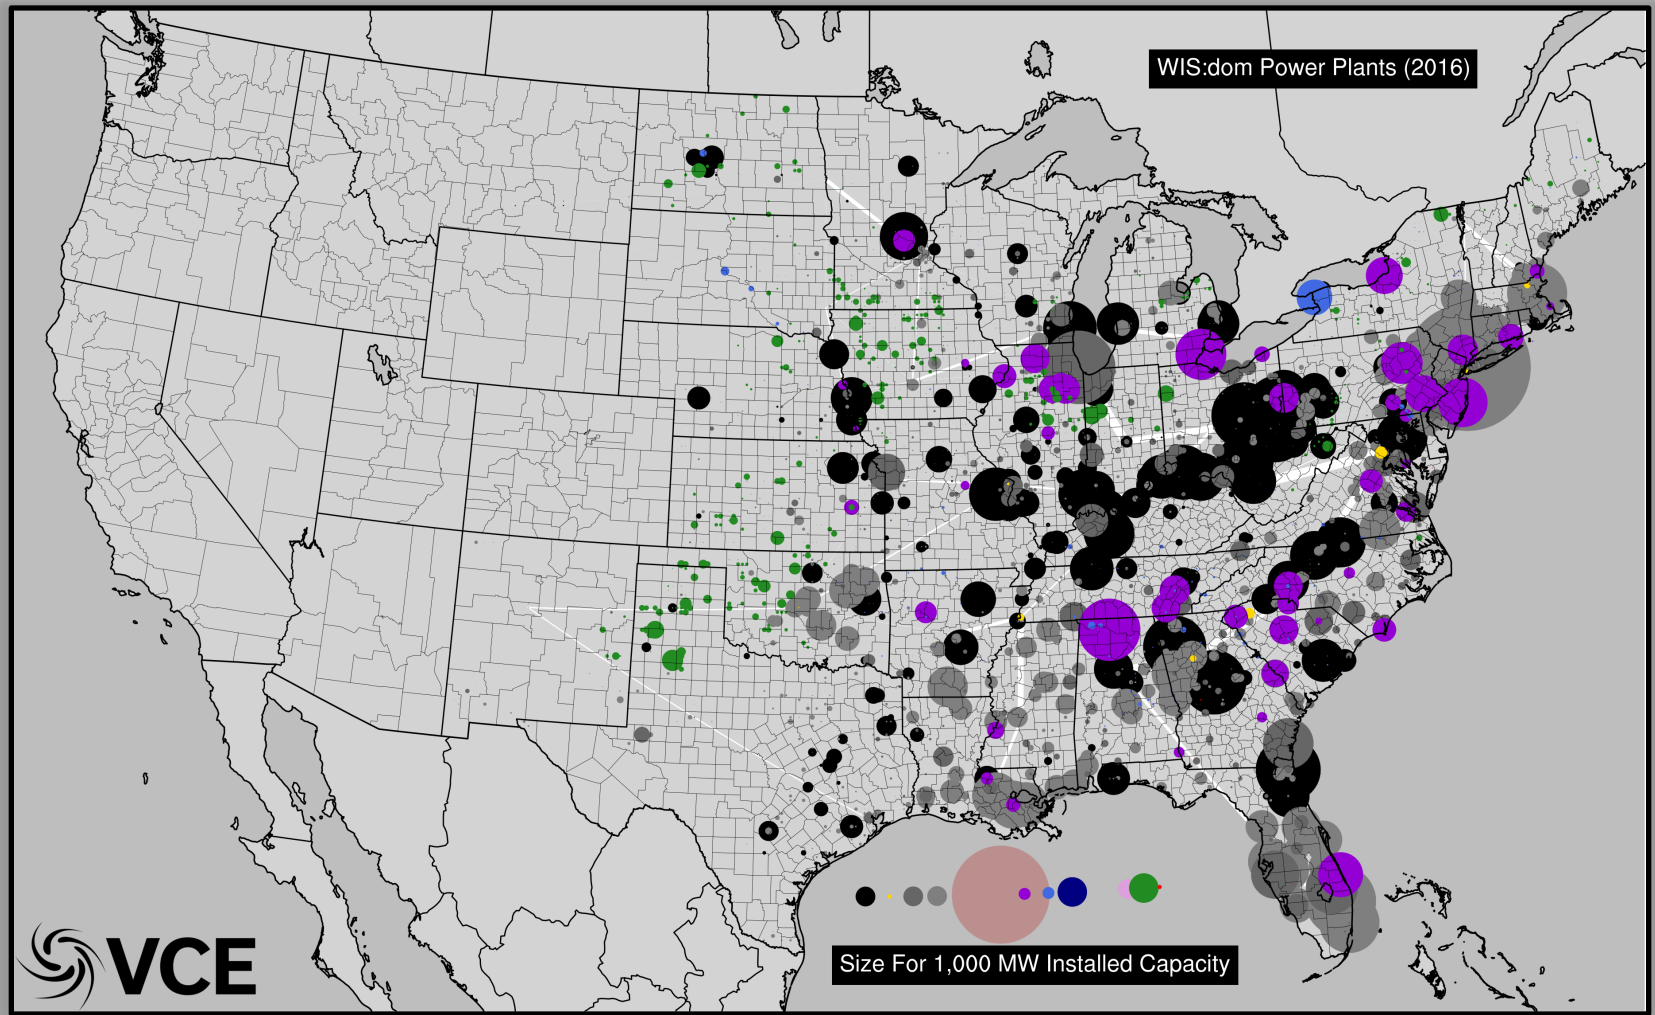 WIS:dom Power Plants (2016)
Size For 1,000 MW Installed Capacity
VCE